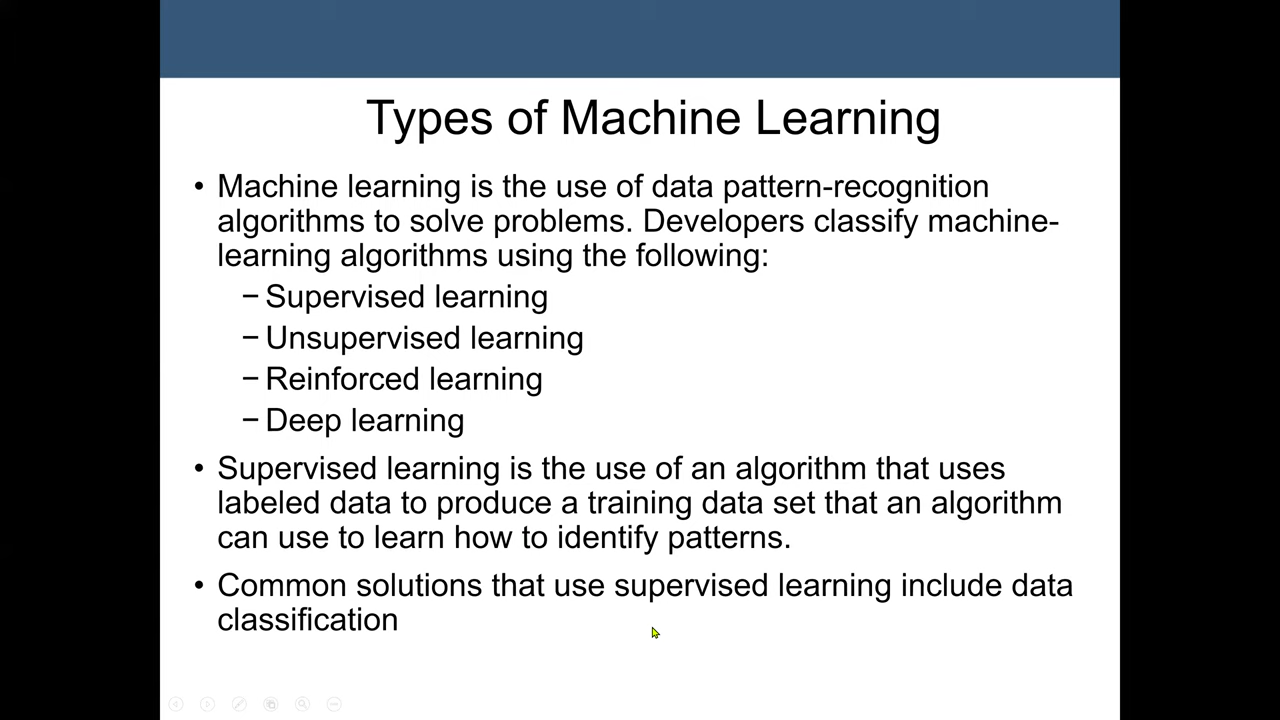 Types of Machine Learning
• Machine learning is the use of data pattern-recognition
algorithms to solve problems. Developers classify machine-
learning algorithms using the following:
– Supervised learning
– Unsupervised learning
– Reinforced learning
– Deep learning
• Supervised learning is the use of an algorithm that uses
labeled data to produce a training data set that an algorithm
can use to learn how to identify patterns.
• Common solutions that use supervised learning include data
classification